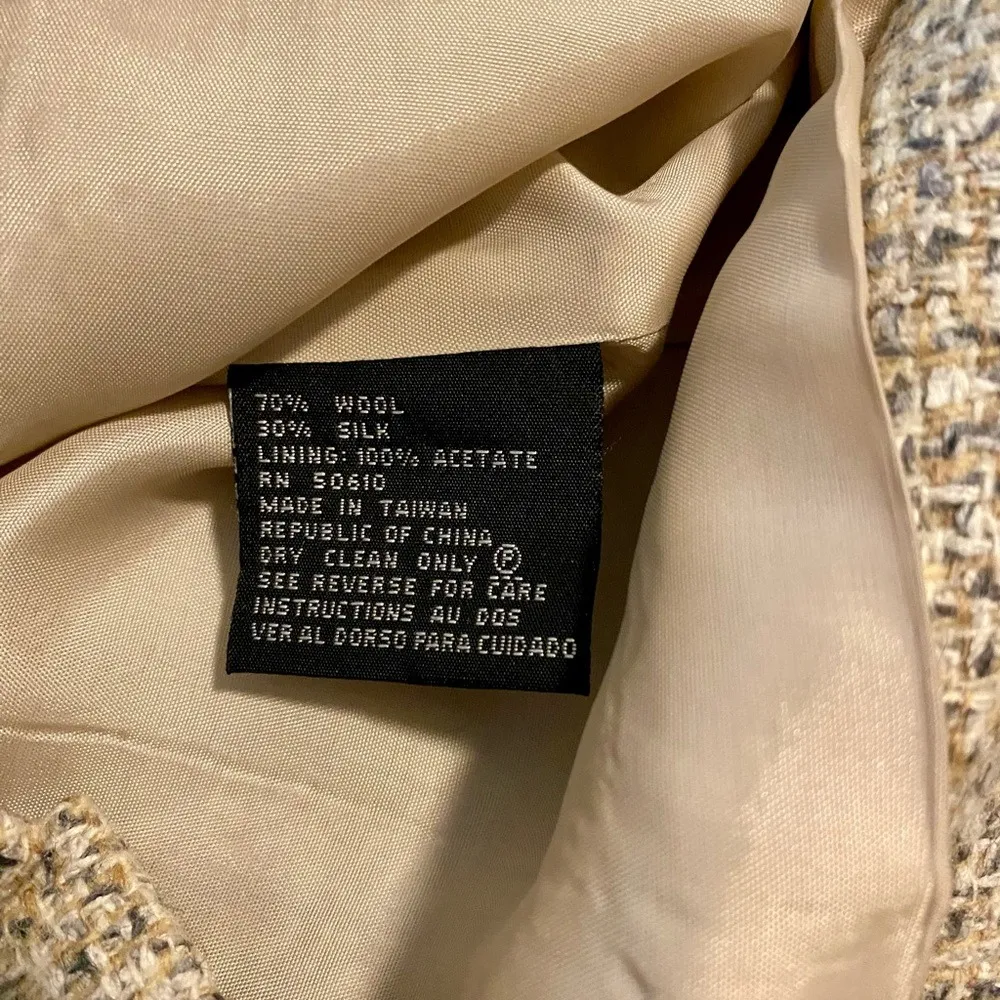 70% WOOL
30% SILK
LINING: 100% ACETATE
RN 50610
MADE IN TAIWAN
REPUBLIC OF CHINA
DRY CLEAN ONLY Ⓟ
SEE REVERSE FOR CARE
INSTRUCTIONS AU DOS
VER AL DORSO PARA CUIDADO